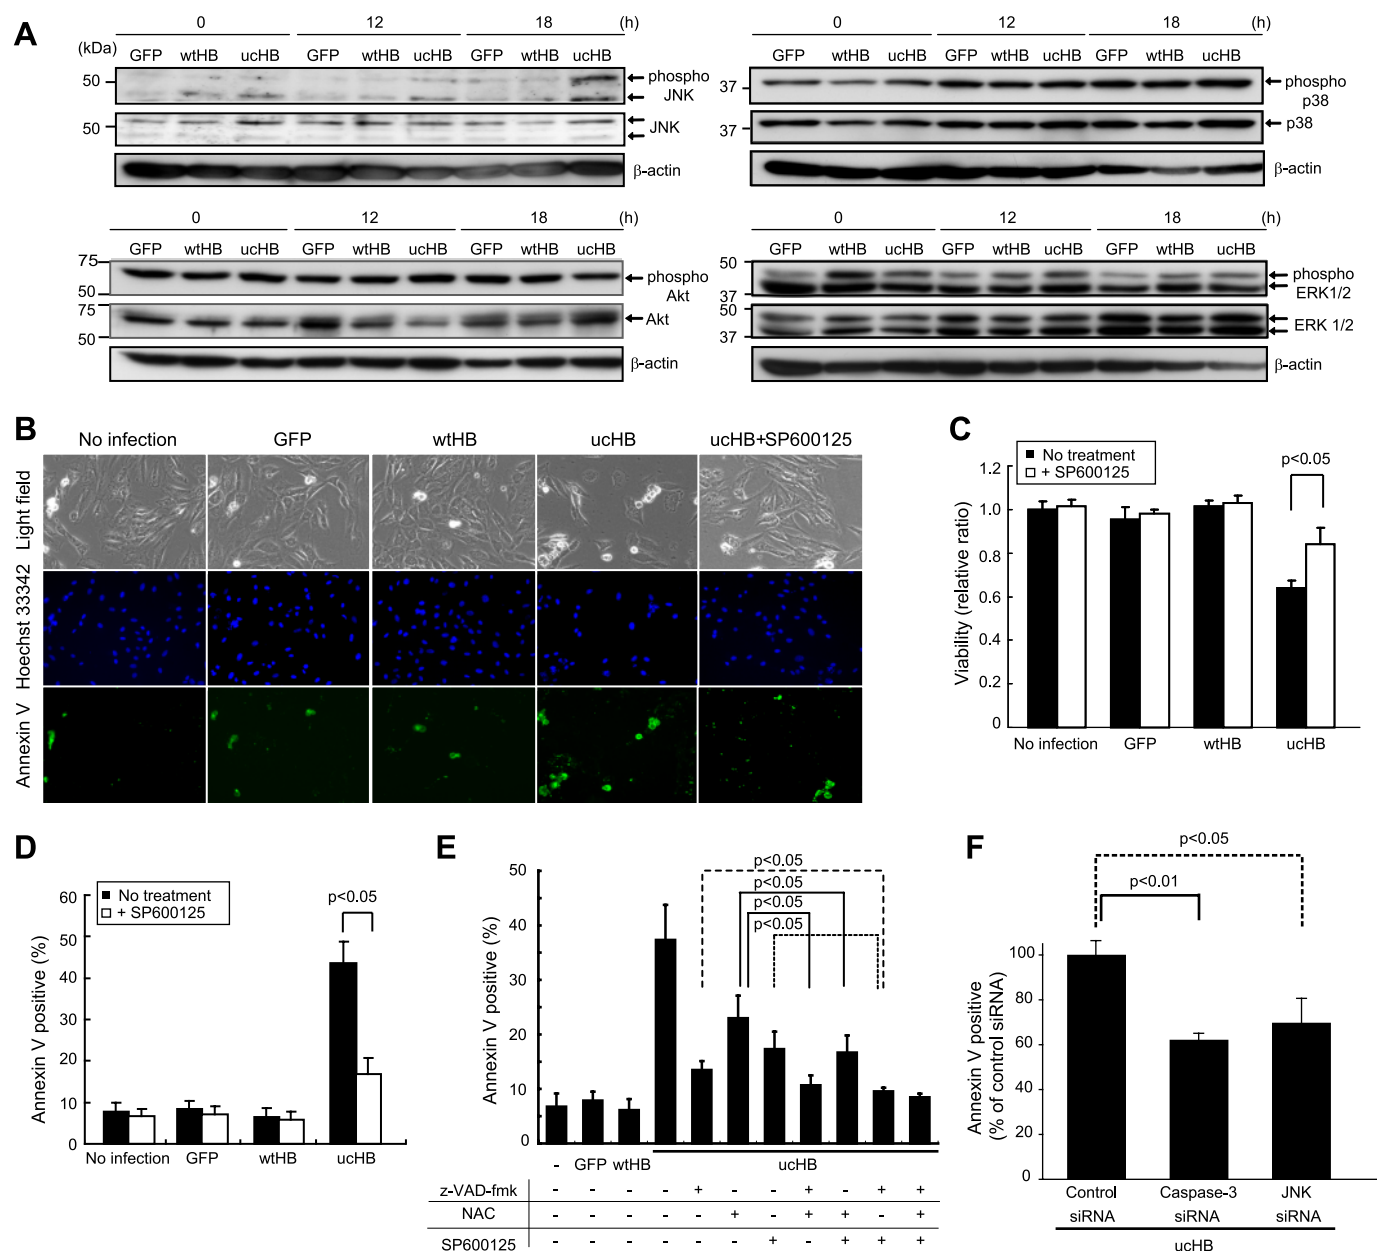 A
0 12 18 (h)
(kDa) GFP wtHB ucHB GFP wtHB ucHB GFP wtHB ucHB
50
phospho
JNK
50
JNK
β-actin
0 12 18 (h)
GFP wtHB ucHB GFP wtHB ucHB GFP wtHB ucHB
37
phospho
p38
37
p38
β-actin
0 12 18 (h)
GFP wtHB ucHB GFP wtHB ucHB GFP wtHB ucHB
75
phospho
Akt
50
75
Akt
50
β-actin
0 12 18 (h)
GFP wtHB ucHB GFP wtHB ucHB GFP wtHB ucHB
50
phospho
ERK1/2
37
50
ERK 1/2
37
β-actin
B
No infection GFP wtHB ucHB ucHB+SP600125
Light field
Hoechst 33342
Annexin V
C
No treatment
+ SP600125
p<0.05
Viability (relative ratio)
1.2
1.0
0.8
0.6
0.4
0.2
0
No infection GFP wtHB ucHB
D
No treatment
+ SP600125
p<0.05
Annexin V positive (%)
60
50
40
30
20
10
0
No infection GFP wtHB ucHB
E
p<0.05
p<0.05
p<0.05
p<0.05
Annexin V positive (%)
50
40
30
20
10
0
- GFP wtHB ucHB
z-VAD-fmk - - - - + - - + - + +
NAC - - - - - + - + + - +
SP600125 - - - - - - + - + + +
F
p<0.05
p<0.01
Annexin V positive
(% of control siRNA)
100
80
60
40
20
0
Control Caspase-3 JNK
siRNA siRNA siRNA
ucHB